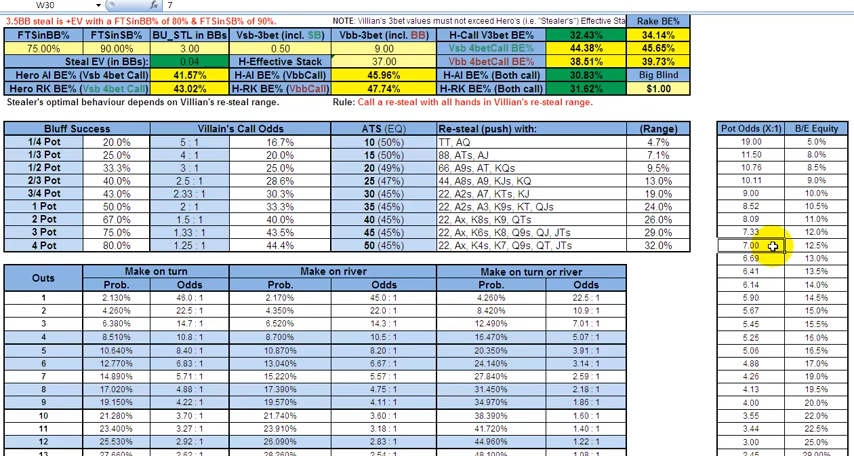 W30 fx 7
3.5BB steal is +EV with a FTSinBB% of 80% & FTSinSB% of 90%. NOTE: Villian's 3bet values must not exceed Hero's (i.e. "Stealer's") Effective Sta Rake BE%
FTSinBB% FTSinSB% BU_STL in BBs Vsb-3bet (incl. SB) Vbb-3bet (incl. BB) H-Call V3bet BE% 32.43% 34.14%
75.00% 90.00% 3.00 0.50 9.00 Vsb 4betCall BE% 44.38% 45.65%
Steal EV (in BBs): 0.04 H-Effective Stack 37.00 Vbb 4betCall BE% 38.51% 39.73%
Hero AI BE% (Vsb 4bet Call) 41.57% H-AI BE% (VbbCall) 45.96% H-AI BE% (Both call) 30.83% Big Blind
Hero RK BE% (Vsb 4bet Call) 43.02% H-RK BE% (VbbCall) 47.74% H-RK BE% (Both call) 31.62% $1.00
Stealer's optimal behaviour depends on Villian's re-steal range. Rule: Call a re-steal with all hands in Villian's re-steal range.
Bluff Success Villain's Call Odds ATS (EQ) Re-steal (push) with: (Range) Pot Odds (X:1) B/E Equity
1/4 Pot 20.0% 5 : 1 16.7% 10 (50%) TT, AQ 4.7% 19.00 5.0%
1/3 Pot 25.0% 4 : 1 20.0% 15 (50%) 88, ATs, AJ 7.1% 11.50 8.0%
1/2 Pot 33.3% 3 : 1 25.0% 20 (49%) 66, A9s, AT, KQs 9.5% 10.76 8.5%
2/3 Pot 40.0% 2.5 : 1 28.6% 25 (47%) 44, A8s, A9, KJs, KQ 13.0% 10.11 9.0%
3/4 Pot 43.0% 2.33 : 1 30.3% 30 (45%) 22, A2s, A7, KTs, KJ 19.0% 9.00 10.0%
1 Pot 50.0% 2 : 1 33.3% 35 (45%) 22, A2s, A3, K9s, KT, QJs 24.0% 8.52 10.5%
2 Pot 67.0% 1.5 : 1 40.0% 40 (45%) 22, Ax, K8s, K9, QTs 26.0% 8.09 11.0%
3 Pot 75.0% 1.33 : 1 43.5% 45 (45%) 22, Ax, K6s, K8, Q9s, QJ, JTs 29.0% 7.33 12.0%
4 Pot 80.0% 1.25 : 1 44.4% 50 (45%) 22, Ax, K4s, K7, Q9s, QT, JTs 32.0% 7.00 12.5%
6.69 13.0%
Outs Make on turn Make on river Make on turn or river 6.41 13.5%
Prob. Odds Prob. Odds Prob. Odds 6.14 14.0%
1 2.130% 46.0 : 1 2.170% 45.0 : 1 4.260% 22.5 : 1 5.90 14.5%
2 4.260% 22.5 : 1 4.350% 22.0 : 1 8.420% 10.9 : 1 5.67 15.0%
3 6.380% 14.7 : 1 6.520% 14.3 : 1 12.490% 7.01 : 1 5.45 15.5%
4 8.510% 10.8 : 1 8.700% 10.5 : 1 16.470% 5.07 : 1 5.25 16.0%
5 10.640% 8.40 : 1 10.870% 8.20 : 1 20.350% 3.91 : 1 5.06 16.5%
6 12.770% 6.83 : 1 13.040% 6.67 : 1 24.140% 3.14 : 1 4.88 17.0%
7 14.890% 5.71 : 1 15.220% 5.57 : 1 27.840% 2.59 : 1 4.26 19.0%
8 17.020% 4.88 : 1 17.390% 4.75 : 1 31.450% 2.18 : 1 4.13 19.5%
9 19.150% 4.22 : 1 19.570% 4.11 : 1 34.970% 1.86 : 1 4.00 20.0%
10 21.280% 3.70 : 1 21.740% 3.60 : 1 38.390% 1.60 : 1 3.55 22.0%
11 23.400% 3.27 : 1 23.910% 3.18 : 1 41.720% 1.40 : 1 3.44 22.5%
12 25.530% 2.92 : 1 26.090% 2.83 : 1 44.960% 1.22 : 1 3.00 25.0%
13 27.660% 2.62 : 1 28.260% 2.54 : 1 48.100% 1.08 : 1 2.45 29.00%